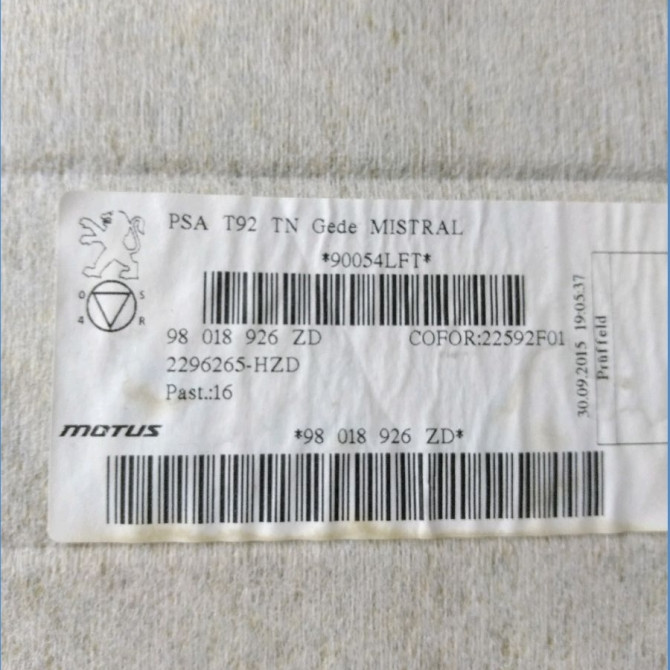 PSA T92 TN Gede MISTRAL
*90054LFT*
O S
4 R
98 018 926 ZD COFOR:22592F01
2296265-HZD
Past.:16
30.09.2015 19:05:37
Prüffeld
MOTUS
*98 018 926 ZD*